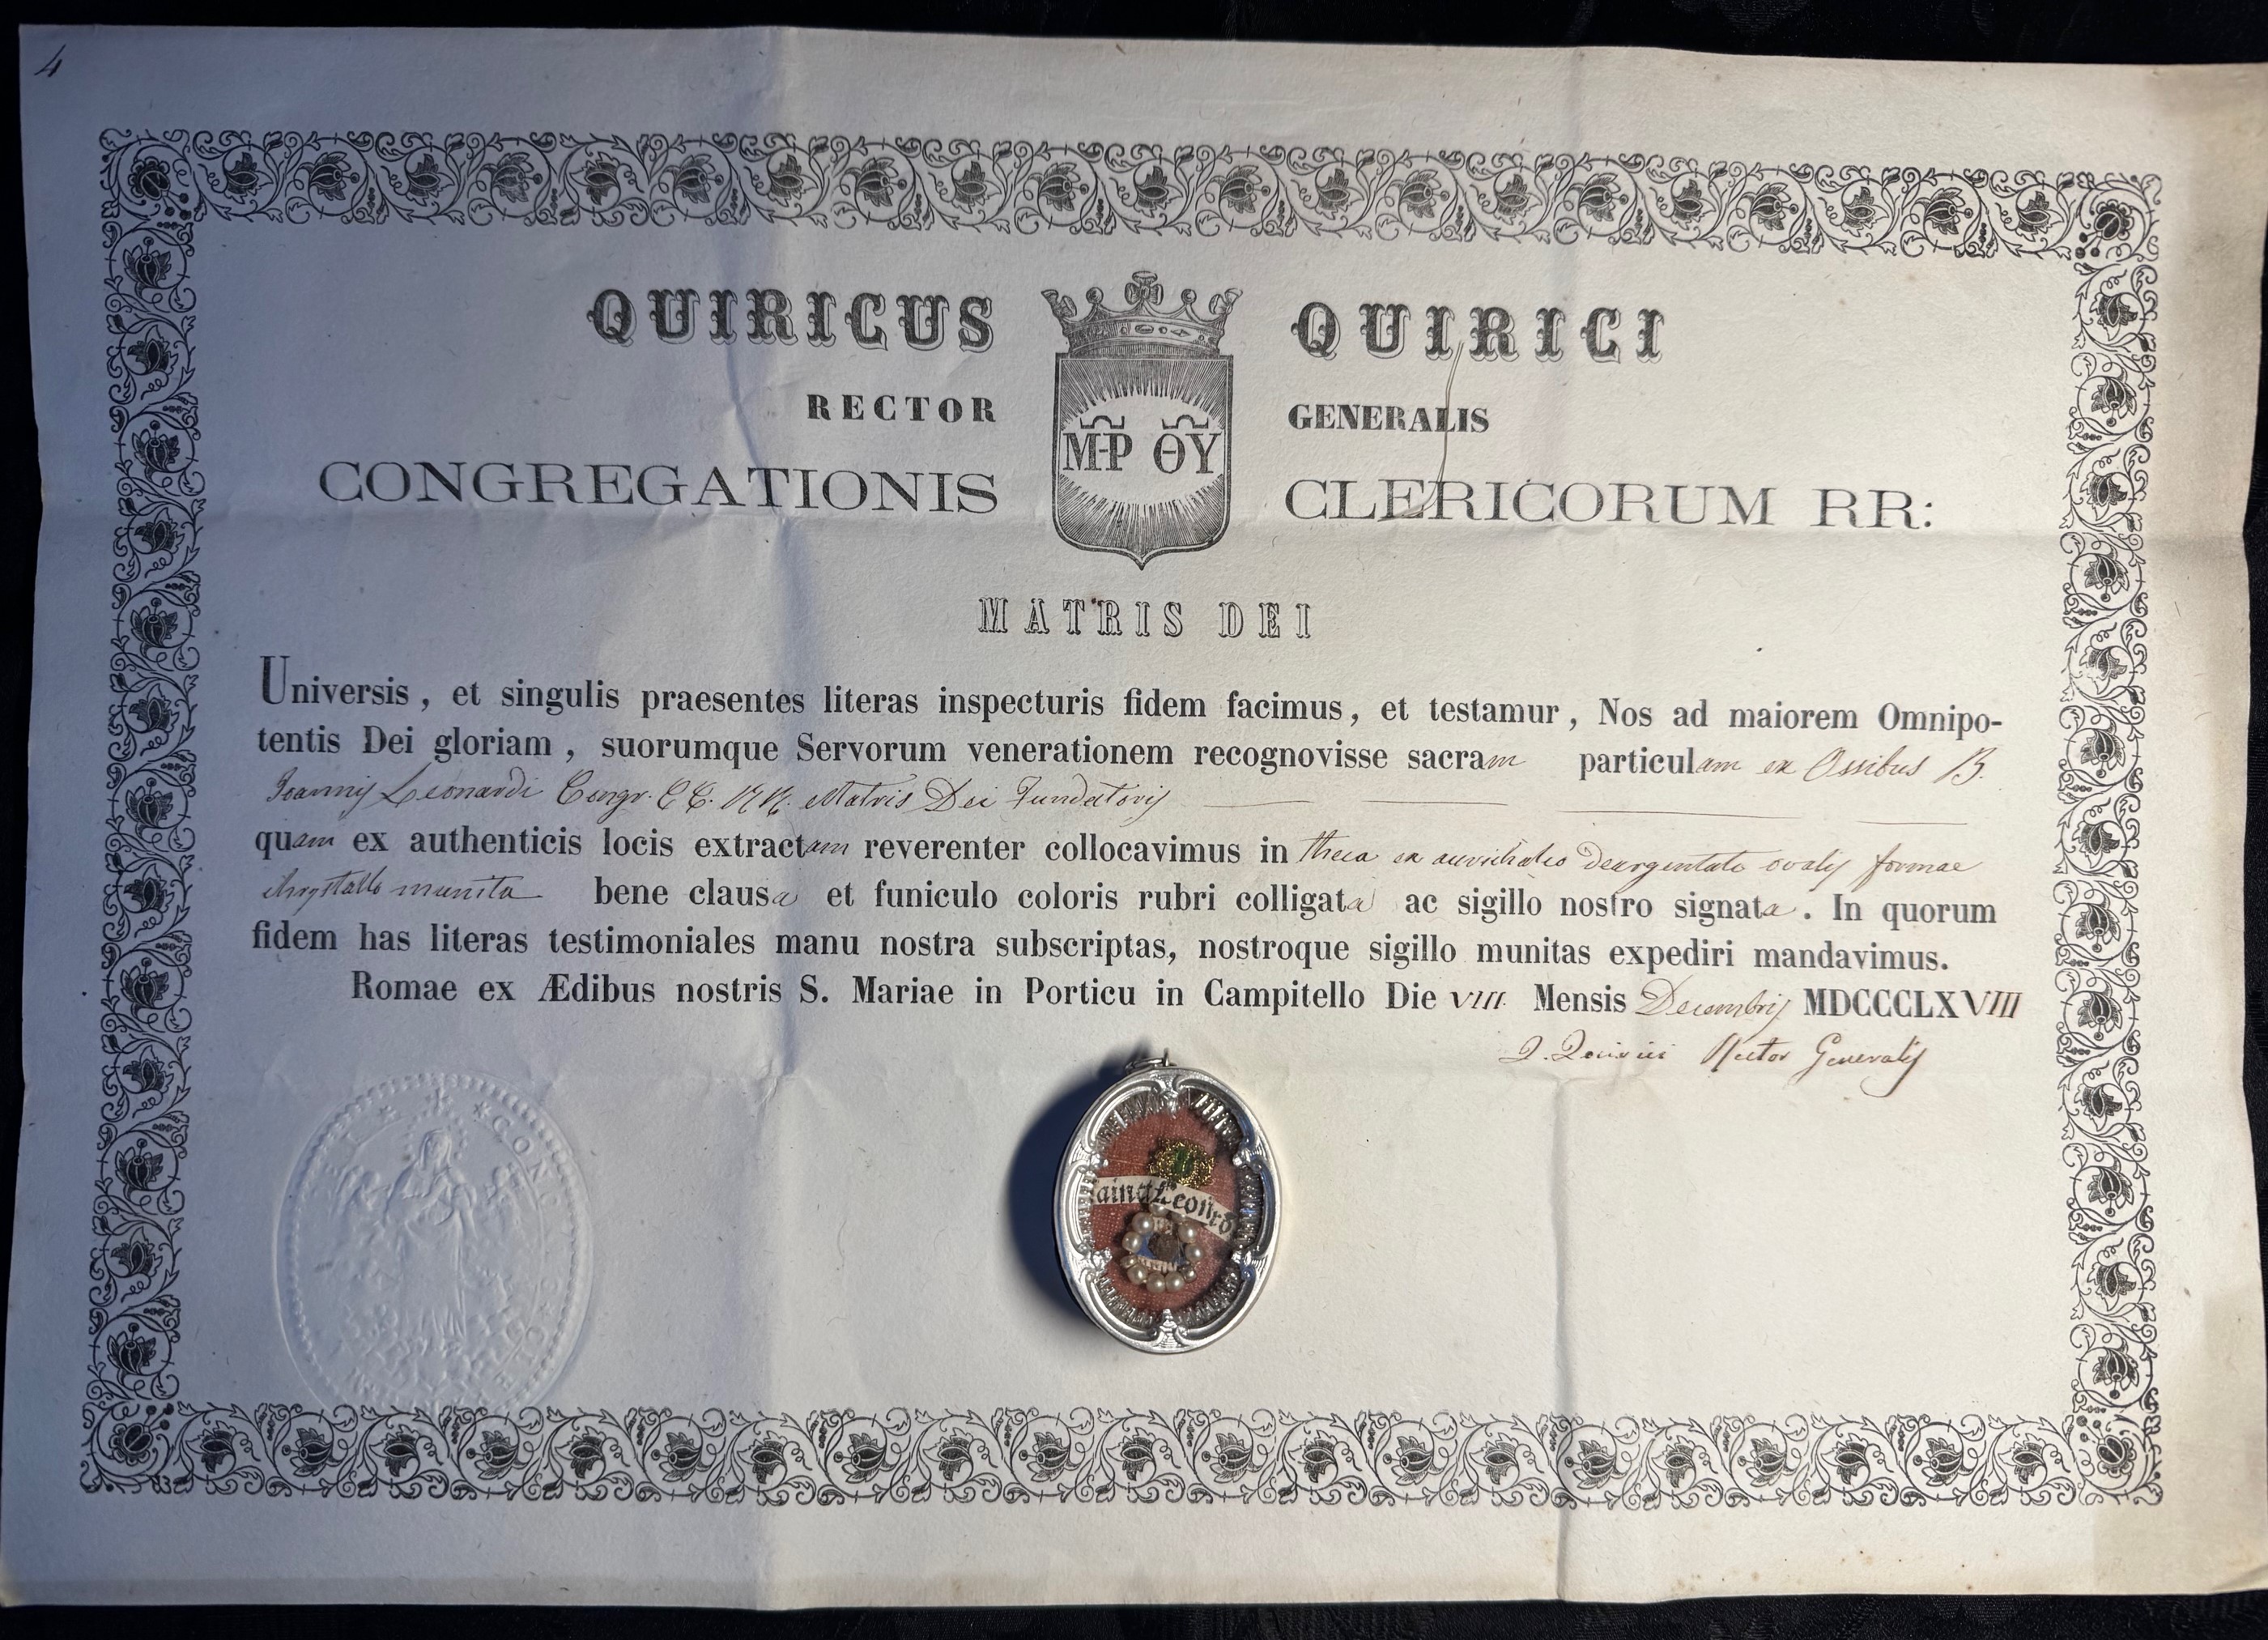 4
QUIRICUS QUIRICI
RECTOR GENERALIS
M-P ΘY
CONGREGATIONIS CLERICORUM RR:
MATRIS DEI
Universis, et singulis praesentes literas inspecturis fidem facimus, et testamur, Nos ad maiorem Omnipo-
tentis Dei gloriam, suorumque Servorum venerationem recognovisse sacram particulam ex Ossibus B.
Joannis Leonardi Congr. CC. RR. Matris Dei Fundatoris
quam ex authenticis locis extractam reverenter collocavimus in theca ex aurichalco deargentato ovalis formae
chrystallo munita bene clausa et funiculo coloris rubri colligata ac sigillo nostro signata. In quorum
fidem has literas testimoniales manu nostra subscriptas, nostroque sigillo munitas expediri mandavimus.
Romae ex Ædibus nostris S. Mariae in Porticu in Campitello Die VIII Mensis Decembris MDCCCLXVIII
Q. Quirici Rector Generalis
CONG